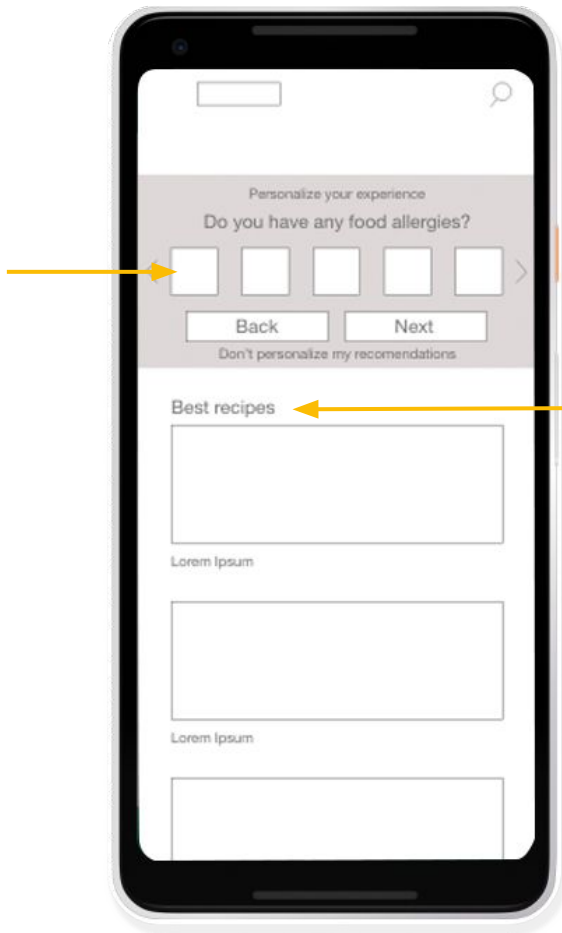 Personalize your experience
Do you have any food allergies?
Back Next
Don't personalize my recomendations
Best recipes
Lorem Ipsum
Lorem Ipsum